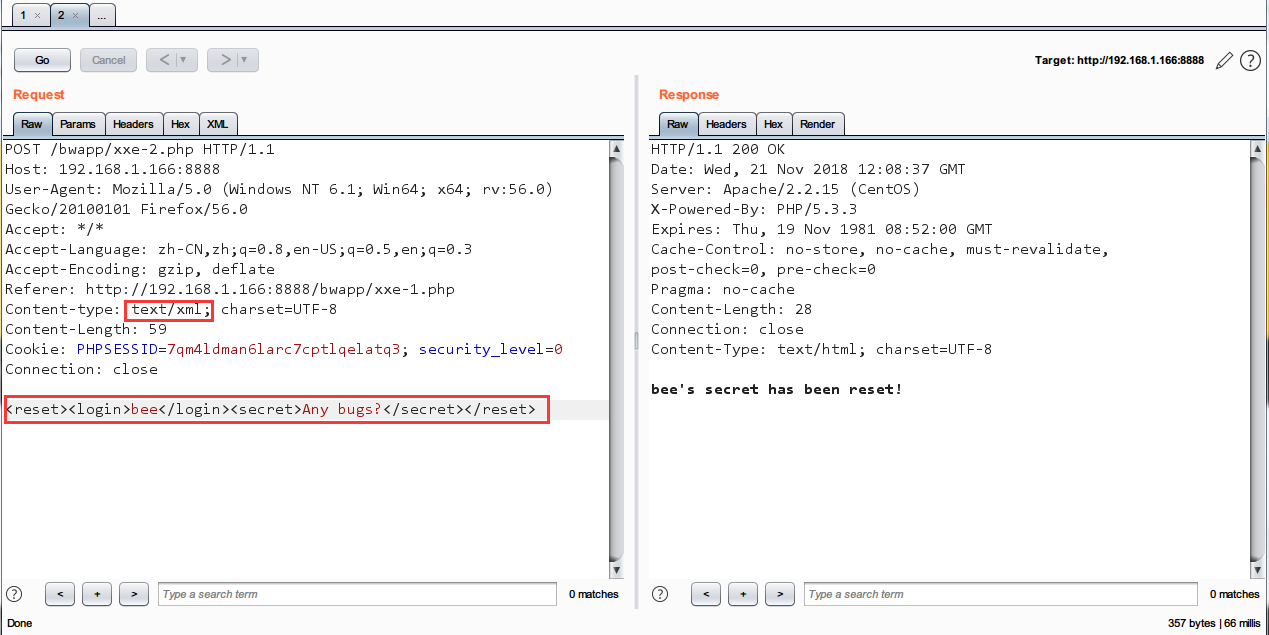 1 × 2 × ...
Go Cancel < > Target: http://192.168.1.166:8888 ?
Request
Raw Params Headers Hex XML
POST /bwapp/xxe-2.php HTTP/1.1
Host: 192.168.1.166:8888
User-Agent: Mozilla/5.0 (Windows NT 6.1; Win64; x64; rv:56.0)
Gecko/20100101 Firefox/56.0
Accept: */*
Accept-Language: zh-CN,zh;q=0.8,en-US;q=0.5,en;q=0.3
Accept-Encoding: gzip, deflate
Referer: http://192.168.1.166:8888/bwapp/xxe-1.php
Content-type: text/xml; charset=UTF-8
Content-Length: 59
Cookie: PHPSESSID=7qm4ldman6larc7cptlqelatq3; security_level=0
Connection: close
<reset><login>bee</login><secret>Any bugs?</secret></reset>
? < + > Type a search term 0 matches
Response
Raw Headers Hex Render
HTTP/1.1 200 OK
Date: Wed, 21 Nov 2018 12:08:37 GMT
Server: Apache/2.2.15 (CentOS)
X-Powered-By: PHP/5.3.3
Expires: Thu, 19 Nov 1981 08:52:00 GMT
Cache-Control: no-store, no-cache, must-revalidate,
post-check=0, pre-check=0
Pragma: no-cache
Content-Length: 28
Connection: close
Content-Type: text/html; charset=UTF-8
bee's secret has been reset!
? < + > Type a search term 0 matches
Done 357 bytes | 66 millis